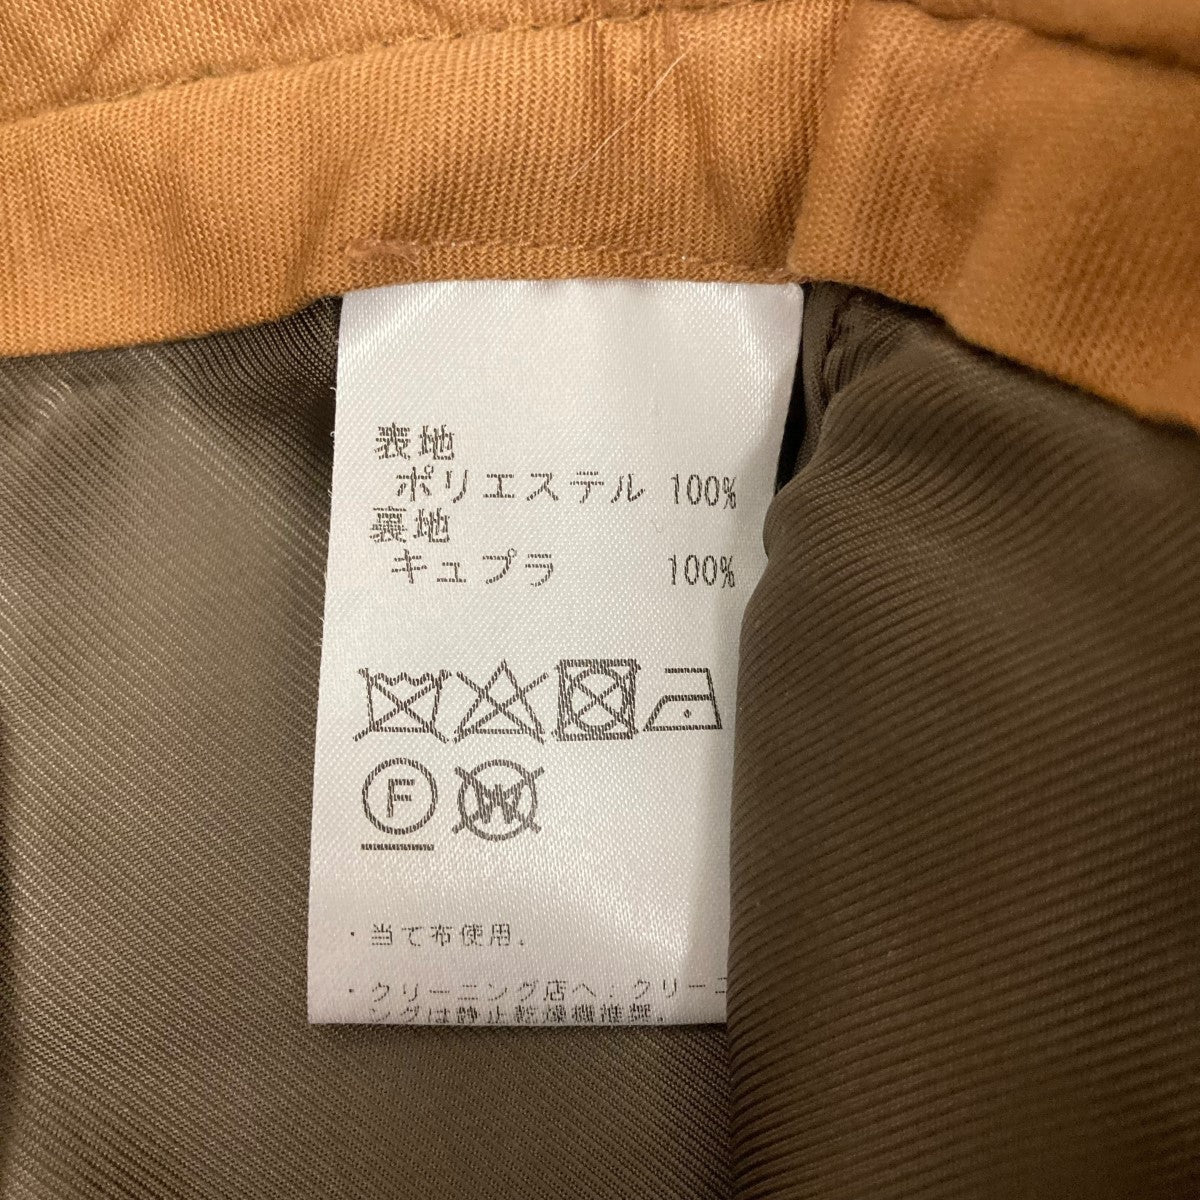 表地
ポリエステル 100%
裏地
キュプラ 100%
F
W
・当て布使用.
・クリーニング店へ:クリーニ
ングは静止乾燥機推奨.